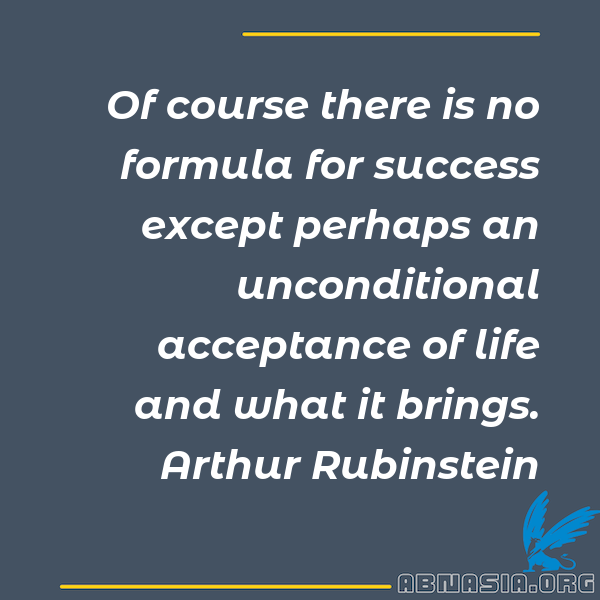 Of course there is no
formula for success
except perhaps an
unconditional
acceptance of life
and what it brings.
Arthur Rubinstein
ABNASIA.ORG